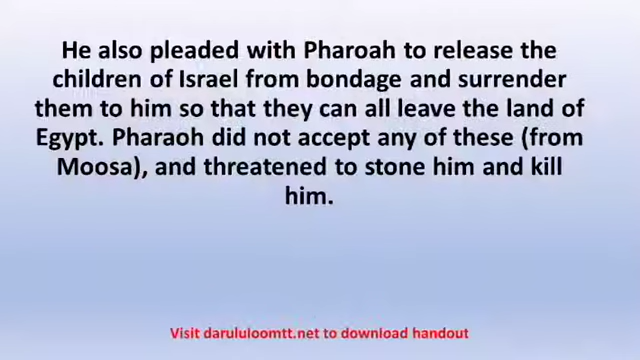 He also pleaded with Pharoah to release the
children of Israel from bondage and surrender
them to him so that they can all leave the land of
Egypt. Pharaoh did not accept any of these (from
Moosa), and threatened to stone him and kill
him.
Visit darululoomtt.net to download handout